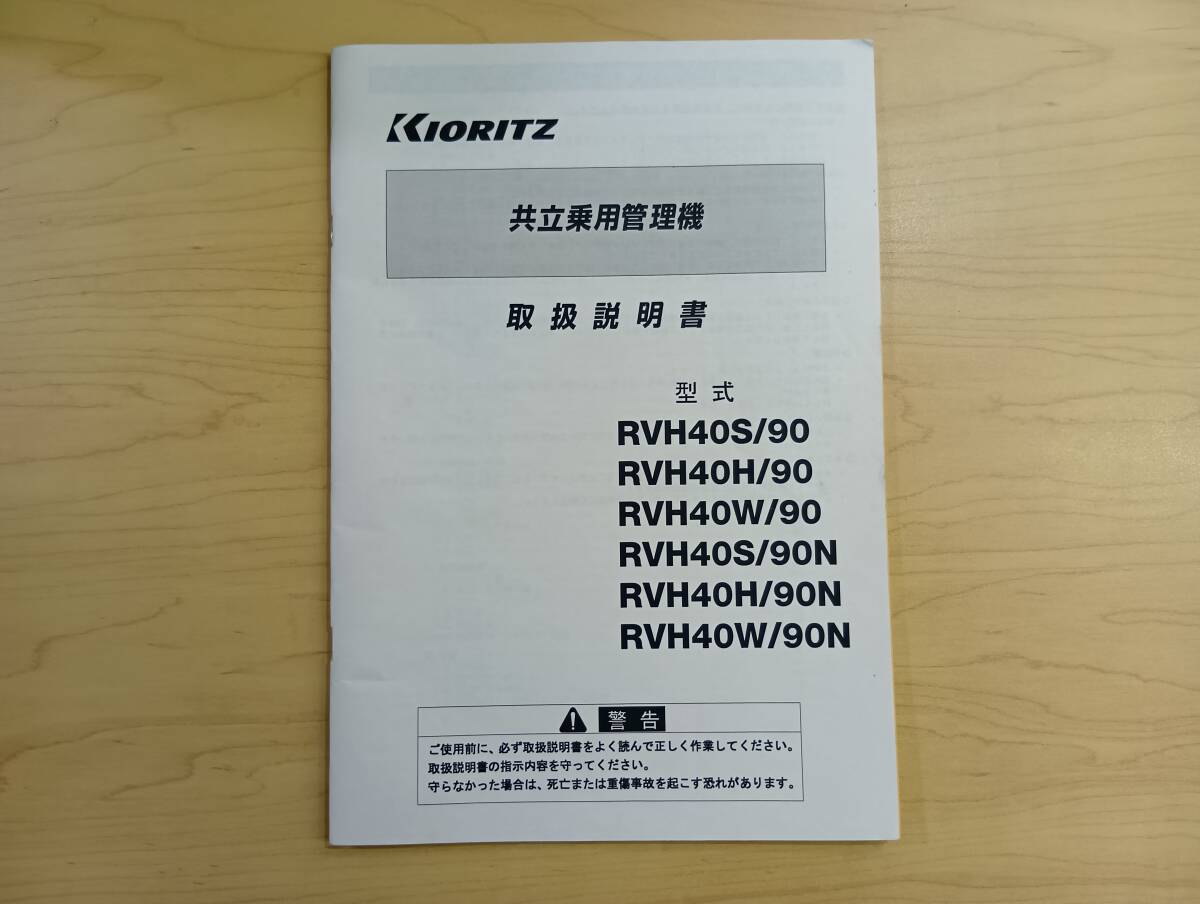 KIORITZ
共立乗用管理機
取扱説明書
型式
RVH40S/90
RVH40H/90
RVH40W/90
RVH40S/90N
RVH40H/90N
RVH40W/90N
警告
ご使用前に、必ず取扱説明書をよく読んで正しく作業してください。
取扱説明書の指示内容を守ってください。
守らなかった場合は、死亡または重傷事故を起こす恐れがあります。